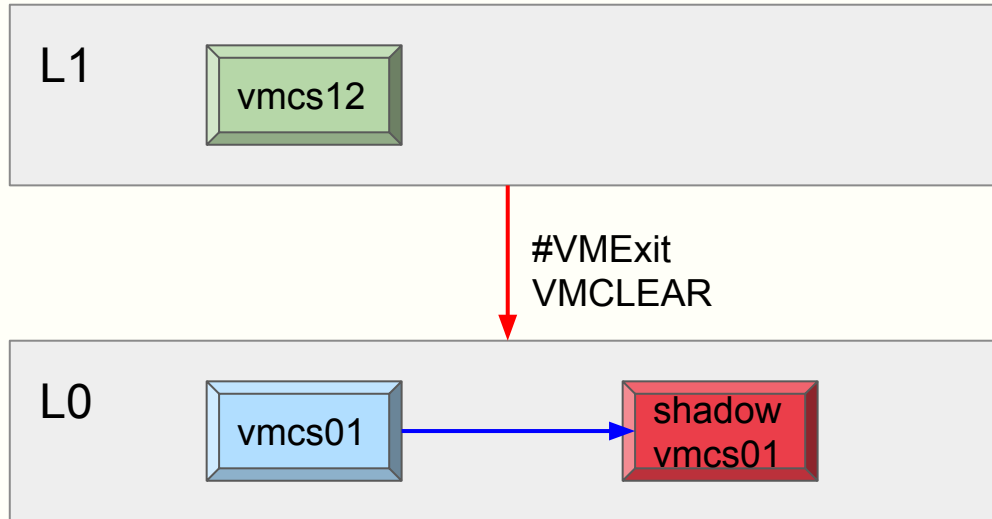 L1
vmcs12
#VMExit
VMCLEAR
L0
vmcs01
shadow
vmcs01